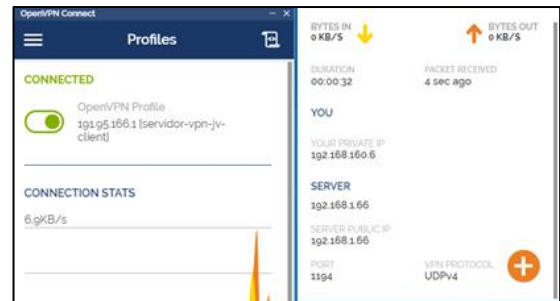 OpenVPN Connect
Profiles
CONNECTED
OpenVPN Profile
191.95.166.1 [servidor-vpn-jv-
client]
CONNECTION STATS
6.9KB/s
BYTES IN
0 KB/S
BYTES OUT
0 KB/S
DURATION
00:00:32
PACKET RECEIVED
4 sec ago
YOU
YOUR PRIVATE IP
192.168.160.6
SERVER
192.168.1.66
SERVER PUBLIC IP
192.168.1.66
PORT
1194
VPN PROTOCOL
UDPv4